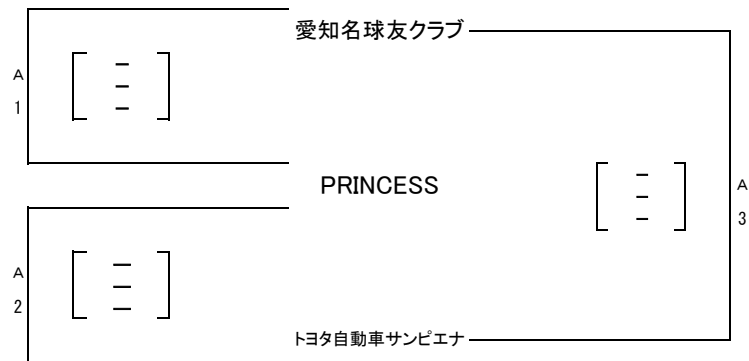 愛知名球友クラブ
A
1
[ - - - ]
PRINCESS
[ - - - ]
A
3
A
2
[ - - - ]
トヨタ自動車サンピエナ